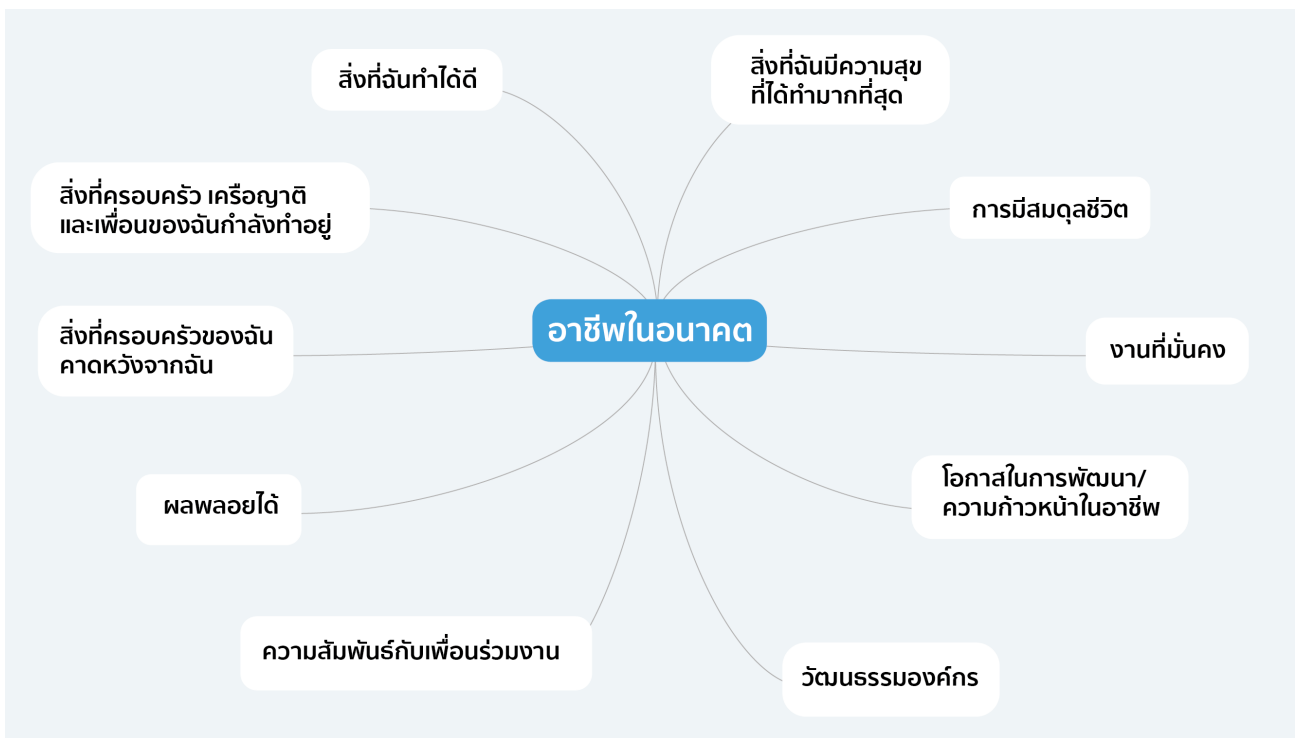 สิ่งที่ฉันทำได้ดี
สิ่งที่ฉันมีความสุข
ที่ได้ทำมากที่สุด
สิ่งที่ครอบครัว เครือญาติ
และเพื่อนของฉันกำลังทำอยู่
การมีสมดุลชีวิต
อาชีพในอนาคต
สิ่งที่ครอบครัวของฉัน
คาดหวังจากฉัน
งานที่มั่นคง
ผลพลอยได้
โอกาสในการพัฒนา/
ความก้าวหน้าในอาชีพ
ความสัมพันธ์กับเพื่อนร่วมงาน
วัฒนธรรมองค์กร